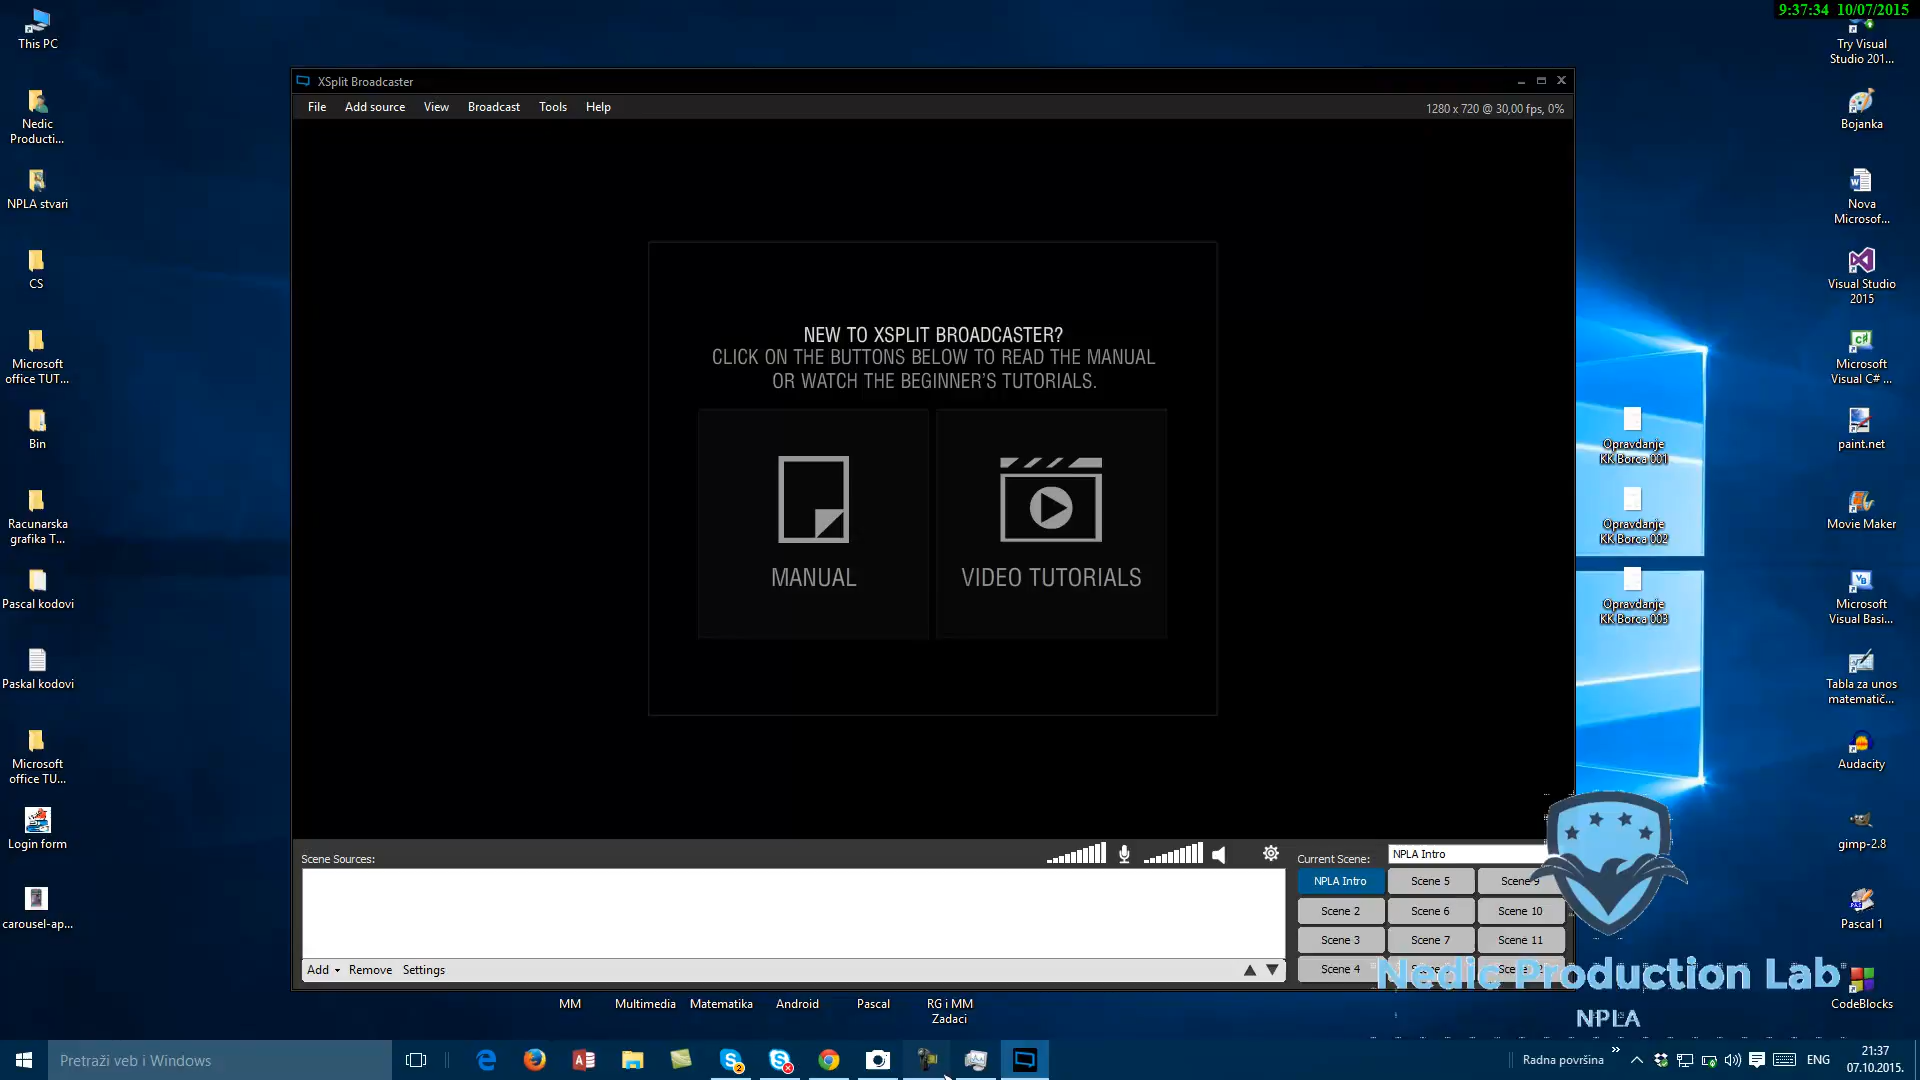 9:37:34 10/07/2015
This PC
Nedic
Producti...
NPLA stvari
CS
Microsoft
office TUT...
Bin
Racunarska
grafika T...
Pascal kodovi
Paskal kodovi
Microsoft
office TU...
Login form
carousel-ap...
XSplit Broadcaster
File Add source View Broadcast Tools Help
1280 x 720 @ 30,00 fps, 0%
NEW TO XSPLIT BROADCASTER?
CLICK ON THE BUTTONS BELOW TO READ THE MANUAL
OR WATCH THE BEGINNER'S TUTORIALS.
MANUAL
VIDEO TUTORIALS
Scene Sources:
Add Remove Settings
Current Scene: NPLA Intro
NPLA Intro Scene 5 Scene 9
Scene 2 Scene 6 Scene 10
Scene 3 Scene 7 Scene 11
Scene 4
Opravdanje
KK Borca 001
Opravdanje
KK Borca 002
Opravdanje
KK Borca 003
Try Visual
Studio 201...
Bojanka
Nova
Microsof...
Visual Studio
2015
Microsoft
Visual C# ...
paint.net
Movie Maker
Microsoft
Visual Basi...
Tabla za unos
matematič...
Audacity
gimp-2.8
Pascal 1
CodeBlocks
Nedic Production Lab
NPLA
MM
Multimedia
Matematika
Android
Pascal
RG i MM
Zadaci
Pretraži veb i Windows
2
Radna površina
ENG
21:37
07.10.2015.